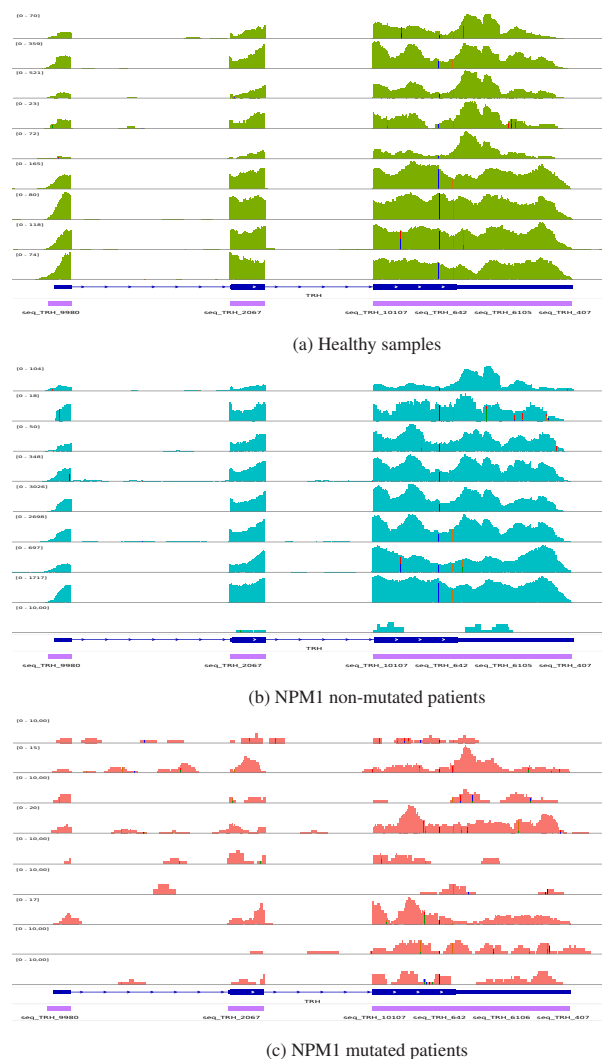 [0 - 70]
[0 - 359]
[0 - 521]
[0 - 23]
[0 - 72]
[0 - 165]
[0 - 80]
[0 - 118]
[0 - 74]
TRH
seq_TRH_9980 seq_TRH_2067 seq_TRH_10107 seq_TRH_642 seq_TRH_6105 seq_TRH_407
(a) Healthy samples
[0 - 104]
[0 - 18]
[0 - 50]
[0 - 348]
[0 - 3026]
[0 - 2698]
[0 - 697]
[0 - 1717]
[0 - 10,00]
TRH
seq_TRH_9980 seq_TRH_2067 seq_TRH_10107 seq_TRH_642 seq_TRH_6105 seq_TRH_407
(b) NPM1 non-mutated patients
[0 - 10,00]
[0 - 15]
[0 - 10,00]
[0 - 20]
[0 - 10,00]
[0 - 10,00]
[0 - 17]
[0 - 10,00]
[0 - 10,00]
TRH
seq_TRH_9980 seq_TRH_2067 seq_TRH_10107 seq_TRH_642 seq_TRH_6106 seq_TRH_407
(c) NPM1 mutated patients